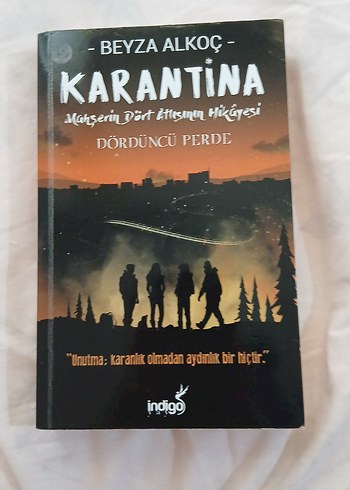 - BEYZA ALKOÇ -
KARANTİNA
Mahşerin Dört Atlısının Hikâyesi
DÖRDÜNCÜ PERDE
"Unutma; karanlık olmadan aydınlık bir hiçtir."
indigo